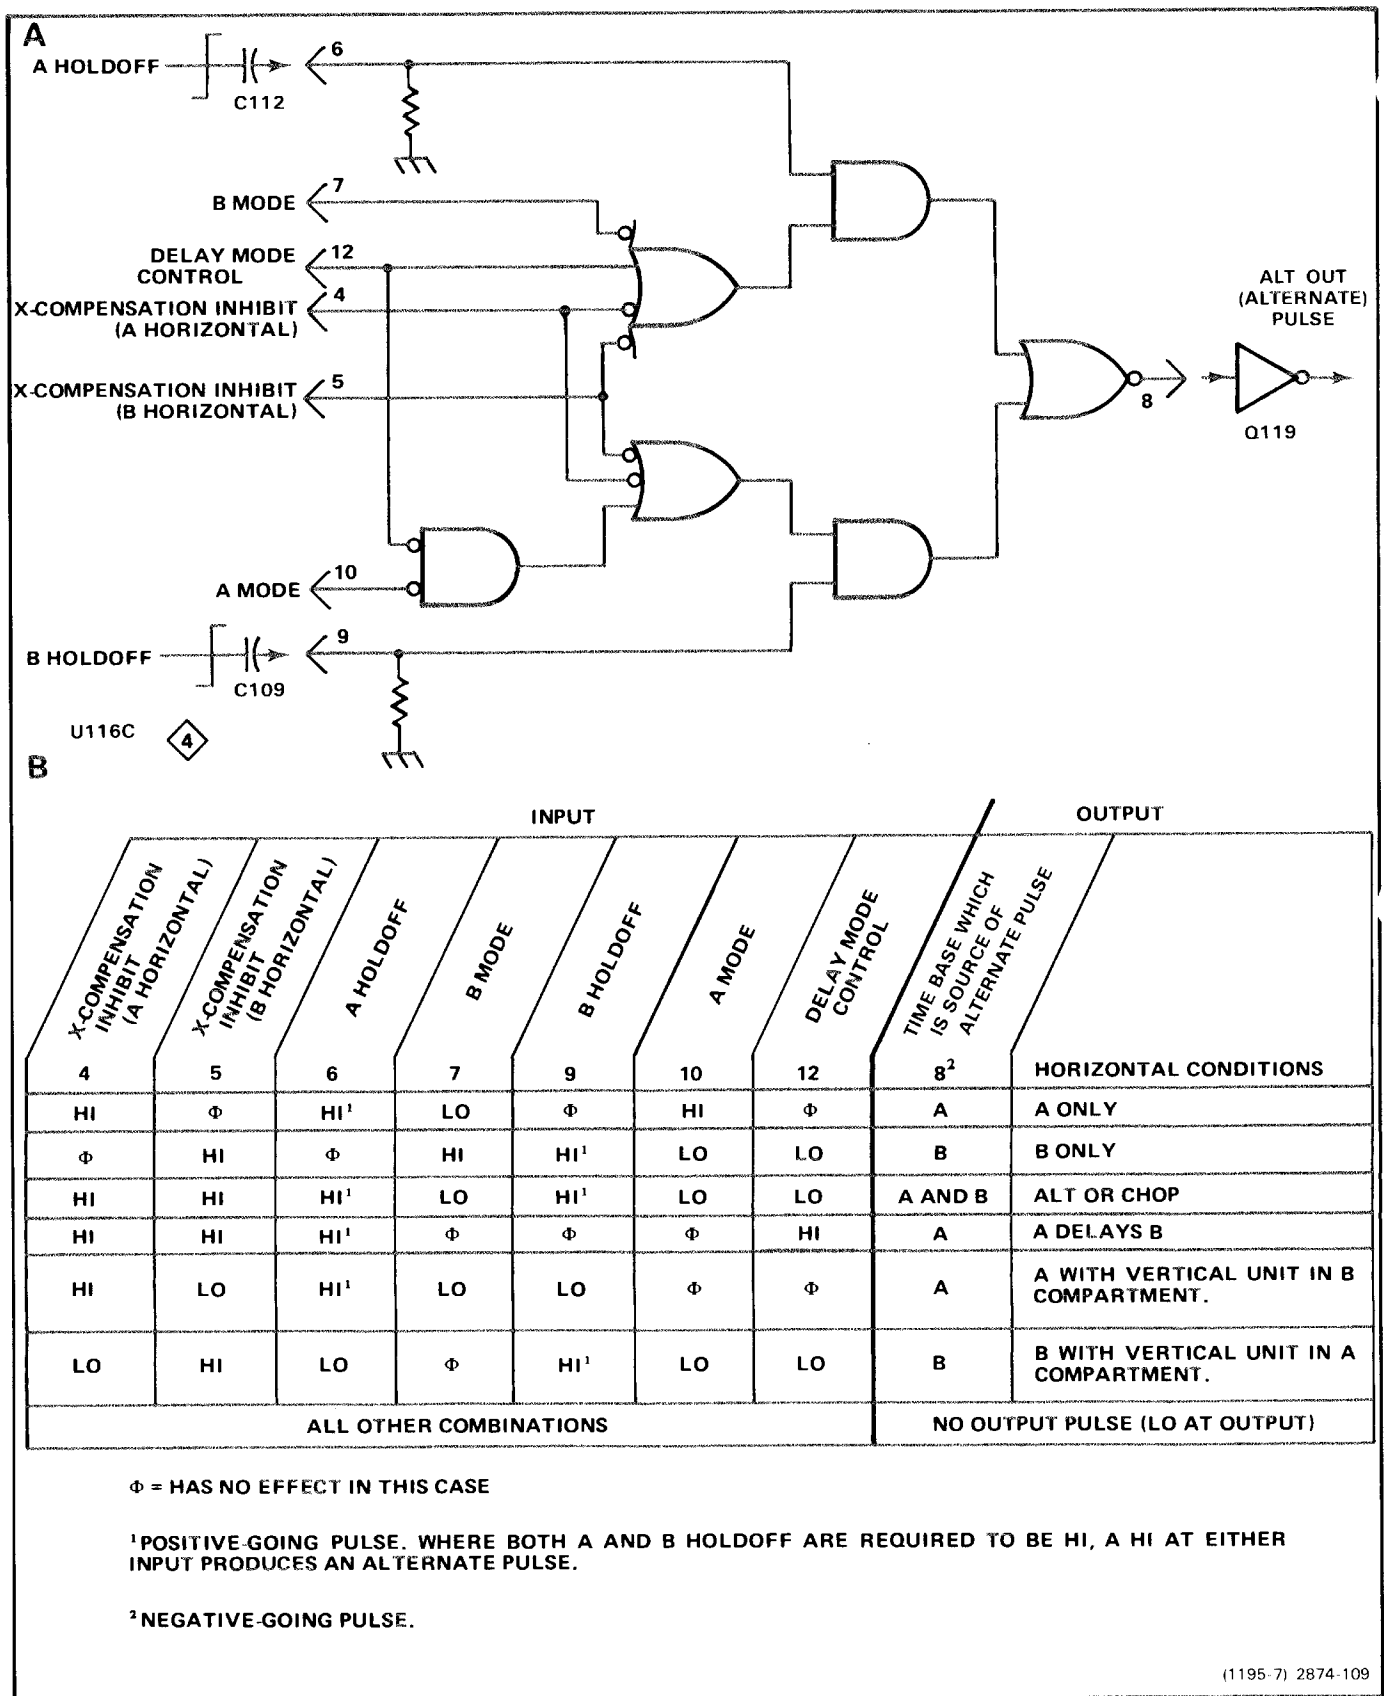 A
A HOLDOFF
C112
6
B MODE
7
DELAY MODE
CONTROL
12
X-COMPENSATION INHIBIT
(A HORIZONTAL)
4
X-COMPENSATION INHIBIT
(B HORIZONTAL)
5
ALT OUT
(ALTERNATE)
PULSE
8
Q119
A MODE
10
B HOLDOFF
C109
9
U116C
4
B
INPUT
OUTPUT
X-COMPENSATION
INHIBIT
(A HORIZONTAL)
X-COMPENSATION
INHIBIT
(B HORIZONTAL)
A HOLDOFF
B MODE
B HOLDOFF
A MODE
DELAY MODE
CONTROL
TIME BASE WHICH
IS SOURCE OF
ALTERNATE PULSE
4 5 6 7 9 10 12 8² HORIZONTAL CONDITIONS
HI Φ HI¹ LO Φ HI Φ A A ONLY
Φ HI Φ HI HI¹ LO LO B B ONLY
HI HI HI¹ LO HI¹ LO LO A AND B ALT OR CHOP
HI HI HI¹ Φ Φ Φ HI A A DELAYS B
HI LO HI¹ LO LO Φ Φ A A WITH VERTICAL UNIT IN B
COMPARTMENT.
LO HI LO Φ HI¹ LO LO B B WITH VERTICAL UNIT IN A
COMPARTMENT.
ALL OTHER COMBINATIONS NO OUTPUT PULSE (LO AT OUTPUT)
Φ = HAS NO EFFECT IN THIS CASE
¹POSITIVE-GOING PULSE. WHERE BOTH A AND B HOLDOFF ARE REQUIRED TO BE HI, A HI AT EITHER
INPUT PRODUCES AN ALTERNATE PULSE.
²NEGATIVE-GOING PULSE.
(1195-7) 2874-109